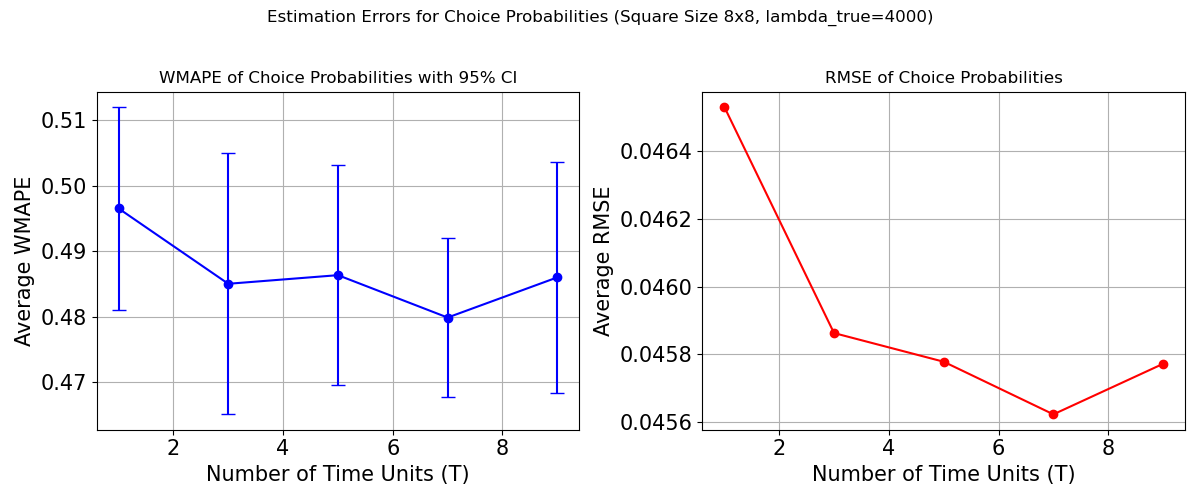 Estimation Errors for Choice Probabilities (Square Size 8x8, lambda_true=4000)
WMAPE of Choice Probabilities with 95% CI
0.51
0.50
0.49
0.48
0.47
Average WMAPE
2
4
6
8
Number of Time Units (T)
RMSE of Choice Probabilities
0.0464
0.0462
0.0460
0.0458
0.0456
Average RMSE
2
4
6
8
Number of Time Units (T)